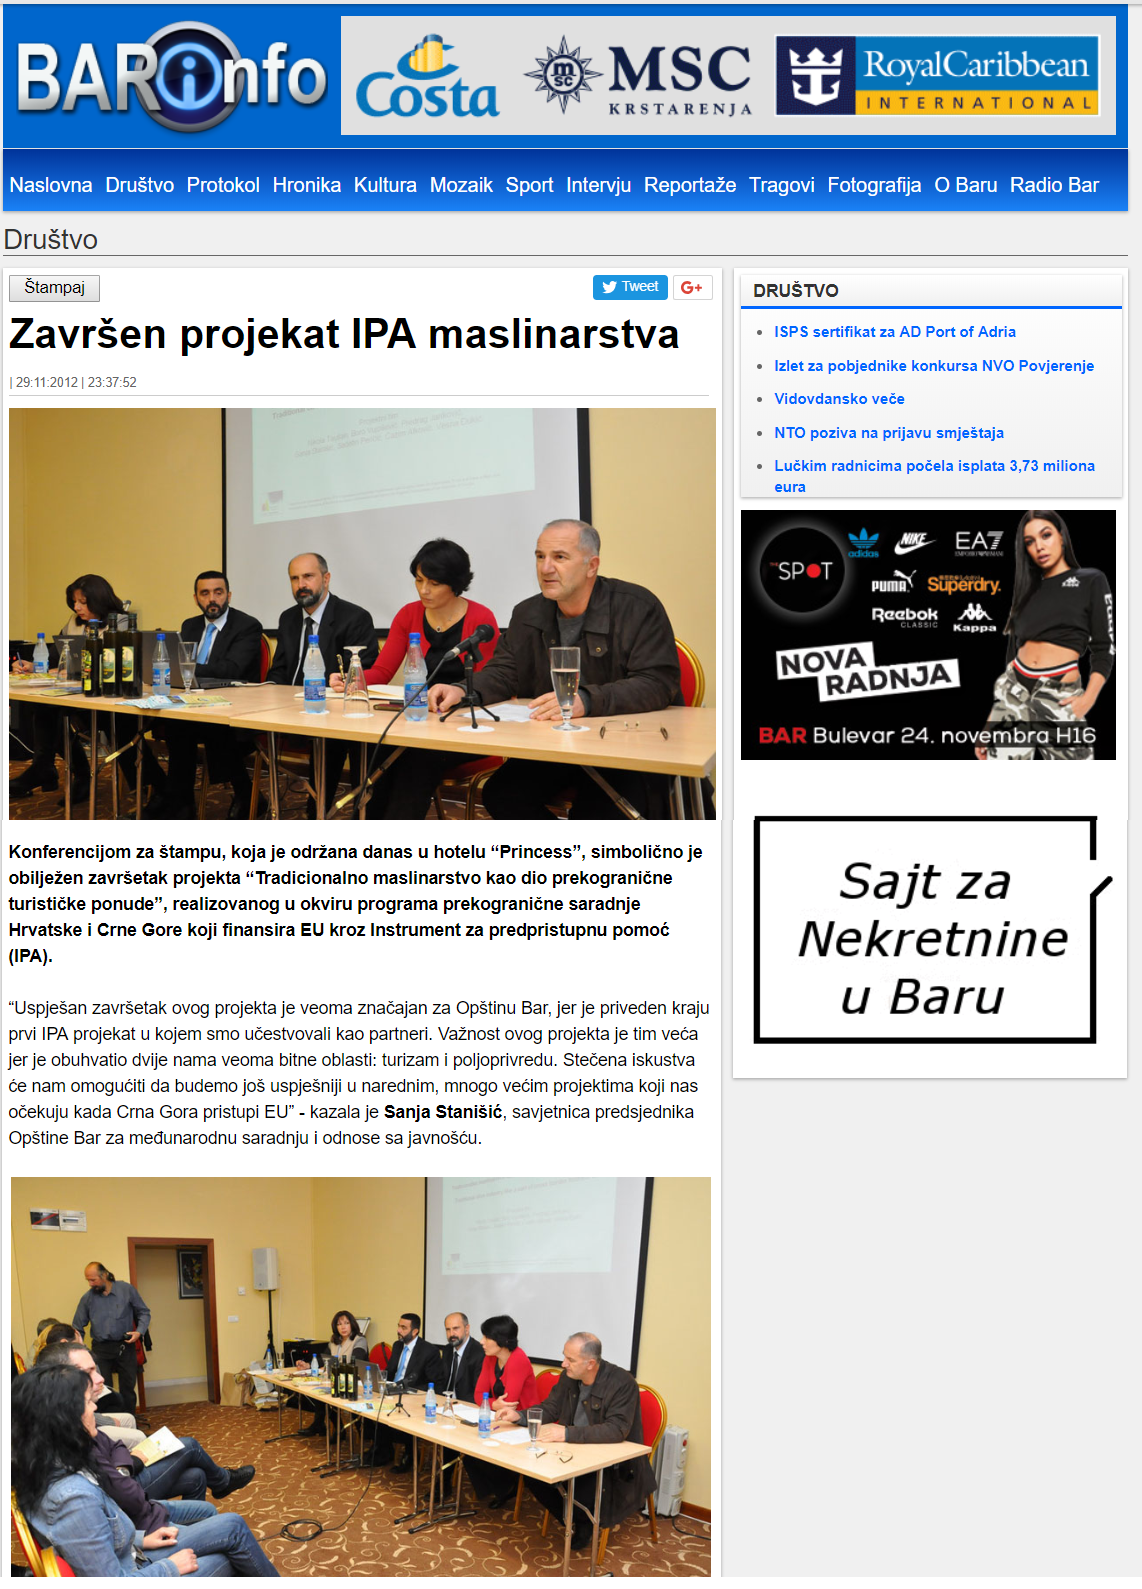 BARinfo
Costa
MSC
KRSTARENJA
RoyalCaribbean
INTERNATIONAL
Naslovna Društvo Protokol Hronika Kultura Mozaik Sport Intervju Reportaže Tragovi Fotografija O Baru Radio Bar
Društvo
Štampaj
Tweet
G+
Završen projekat IPA maslinarstva
| 29:11:2012 | 23:37:52
Konferencijom za štampu, koja je održana danas u hotelu “Princess”, simbolično je
obilježen završetak projekta “Tradicionalno maslinarstvo kao dio prekogranične
turističke ponude”, realizovanog u okviru programa prekogranične saradnje
Hrvatske i Crne Gore koji finansira EU kroz Instrument za predpristupnu pomoć
(IPA).
“Uspješan završetak ovog projekta je veoma značajan za Opštinu Bar, jer je priveden kraju
prvi IPA projekat u kojem smo učestvovali kao partneri. Važnost ovog projekta je tim veća
jer je obuhvatio dvije nama veoma bitne oblasti: turizam i poljoprivredu. Stečena iskustva
će nam omogućiti da budemo još uspješniji u narednim, mnogo većim projektima koji nas
očekuju kada Crna Gora pristupi EU” - kazala je Sanja Stanišić, savjetnica predsjednika
Opštine Bar za međunarodnu saradnju i odnose sa javnošću.
DRUŠTVO
ISPS sertifikat za AD Port of Adria
Izlet za pobjednike konkursa NVO Povjerenje
Vidovdansko veče
NTO poziva na prijavu smještaja
Lučkim radnicima počela isplata 3,73 miliona
eura
THE SPOT
adidas
NIKE
EA7
EMPORIO ARMANI
PUMA
Superdry.
Reebok
CLASSIC
Kappa
NOVA
RADNJA
BAR Bulevar 24. novembra H16
Sajt za
Nekretnine
u Baru